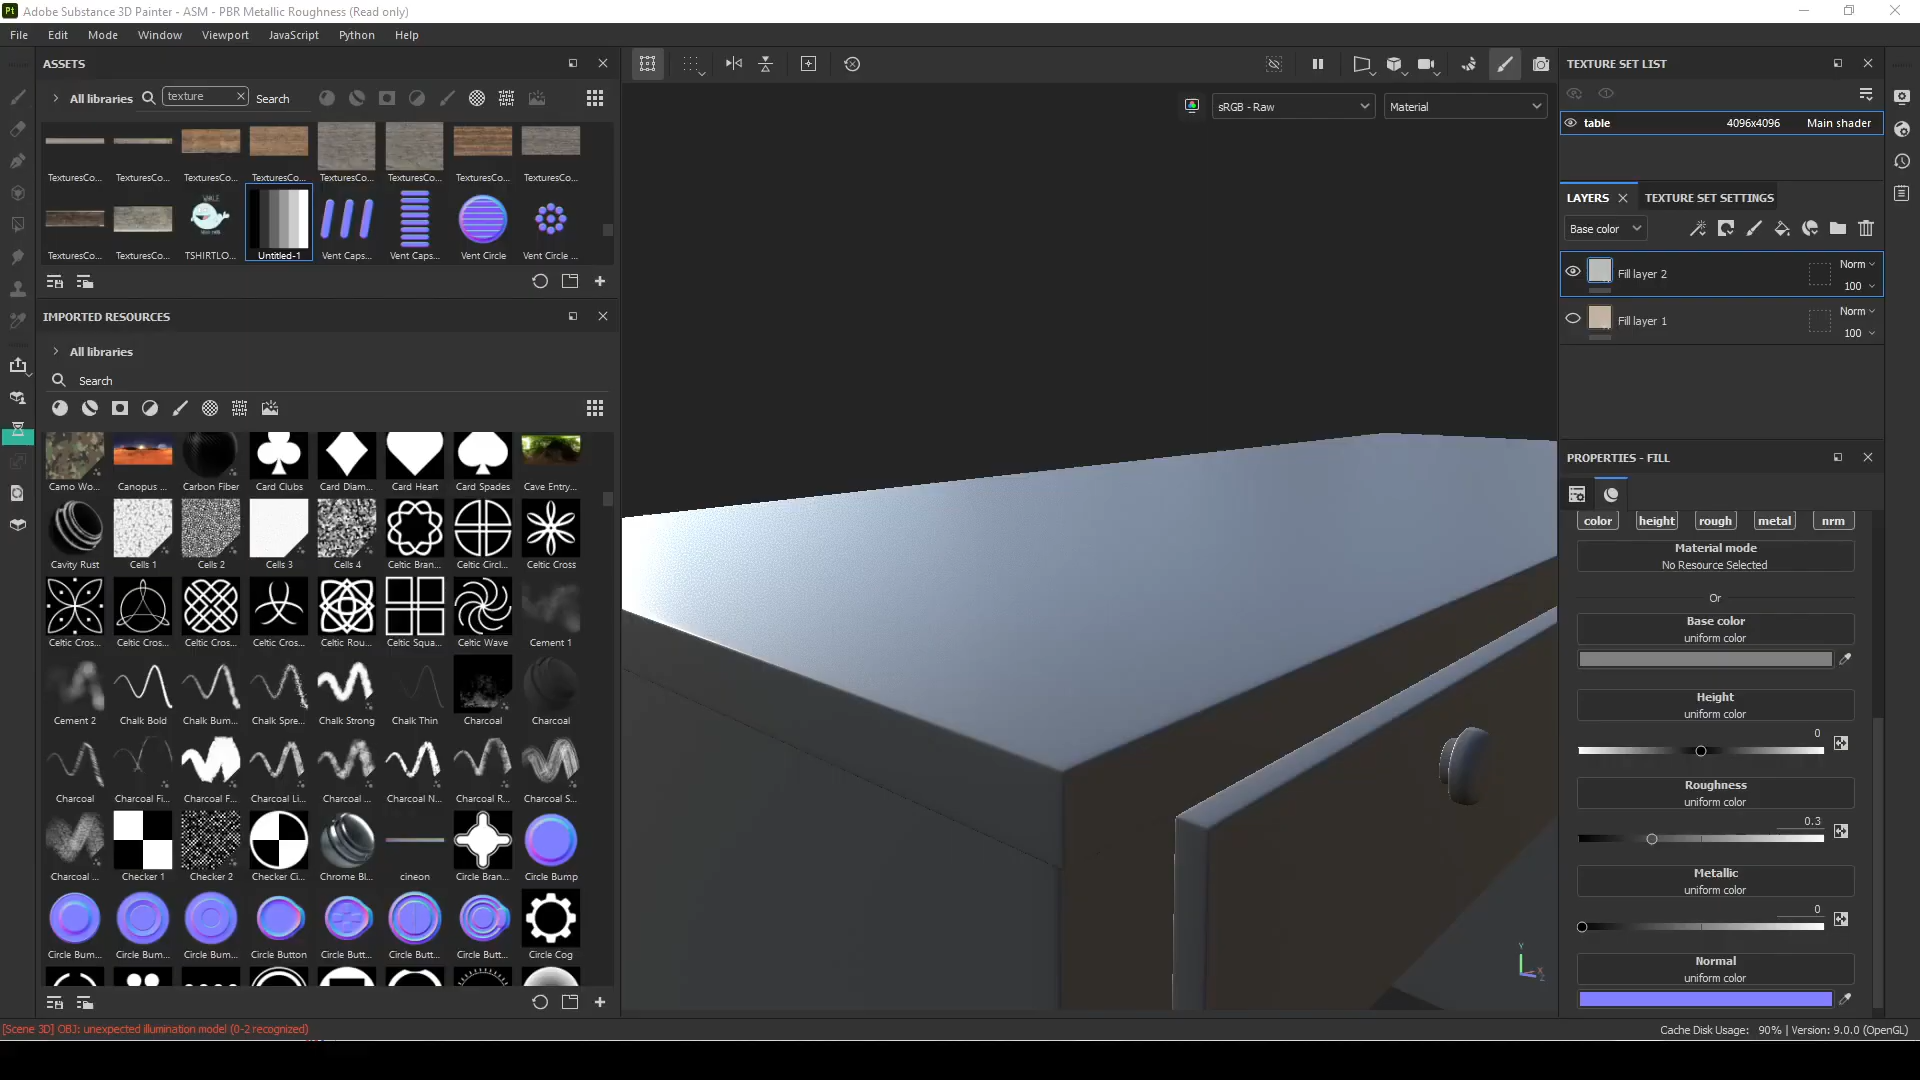 Pt Adobe Substance 3D Painter - ASM - PBR Metallic Roughness (Read only)
File Edit Mode Window Viewport JavaScript Python Help
ASSETS
All libraries texture Search
TexturesCo... TexturesCo... TexturesCo... TexturesCo... TexturesCo... TexturesCo... TexturesCo... TexturesCo...
TexturesCo... TexturesCo... TSHIRTLO... Untitled-1 Vent Caps... Vent Caps... Vent Circle Vent Circle ...
IMPORTED RESOURCES
All libraries
Search
Camo Wo... Canopus ... Carbon Fiber Card Clubs Card Diam... Card Heart Card Spades Cave Entry...
Cavity Rust Cells 1 Cells 2 Cells 3 Cells 4 Celtic Bran... Celtic Circl... Celtic Cross
Celtic Cros... Celtic Cros... Celtic Cros... Celtic Cros... Celtic Rou... Celtic Squa... Celtic Wave Cement 1
Cement 2 Chalk Bold Chalk Bum... Chalk Spre... Chalk Strong Chalk Thin Charcoal Charcoal
Charcoal Charcoal Fi... Charcoal F... Charcoal Li... Charcoal ... Charcoal N... Charcoal R... Charcoal S...
Charcoal ... Checker 1 Checker 2 Checker Ci... Chrome Bl... cineon Circle Bran... Circle Bump
Circle Bum... Circle Bum... Circle Bum... Circle Button Circle Butt... Circle Butt... Circle Butt... Circle Cog
[Scene 3D] OBJ: unexpected illumination model (0-2 recognized)
sRGB - Raw Material
Y
TEXTURE SET LIST
table 4096x4096 Main shader
LAYERS TEXTURE SET SETTINGS
Base color
Fill layer 2 Norm
100
Fill layer 1 Norm
100
PROPERTIES - FILL
color height rough metal nrm
Material mode
No Resource Selected
Or
Base color
uniform color
Height
uniform color
0
Roughness
uniform color
0.3
Metallic
uniform color
0
Normal
uniform color
Cache Disk Usage: 90% | Version: 9.0.0 (OpenGL)